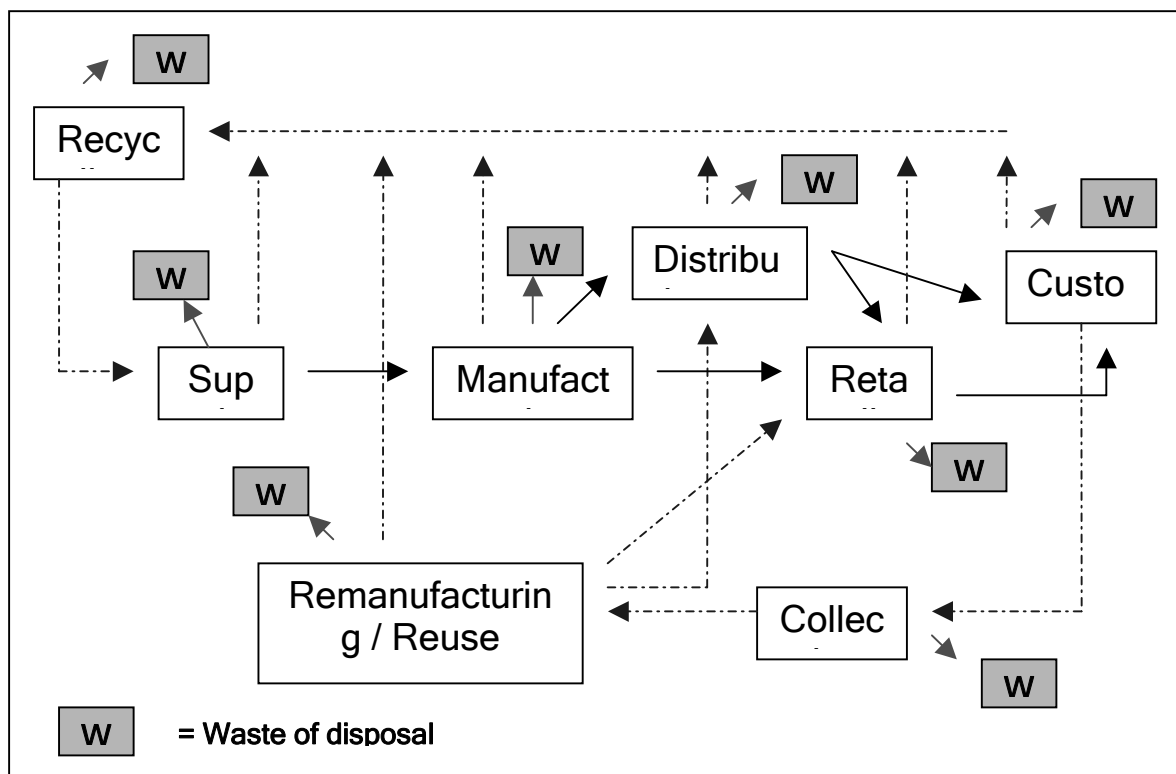 W
Recyc
W
Distribu
W
Custo
W
W
Sup
Manufact
Reta
W
W
Remanufacturin
g / Reuse
Collec
W
W
= Waste of disposal